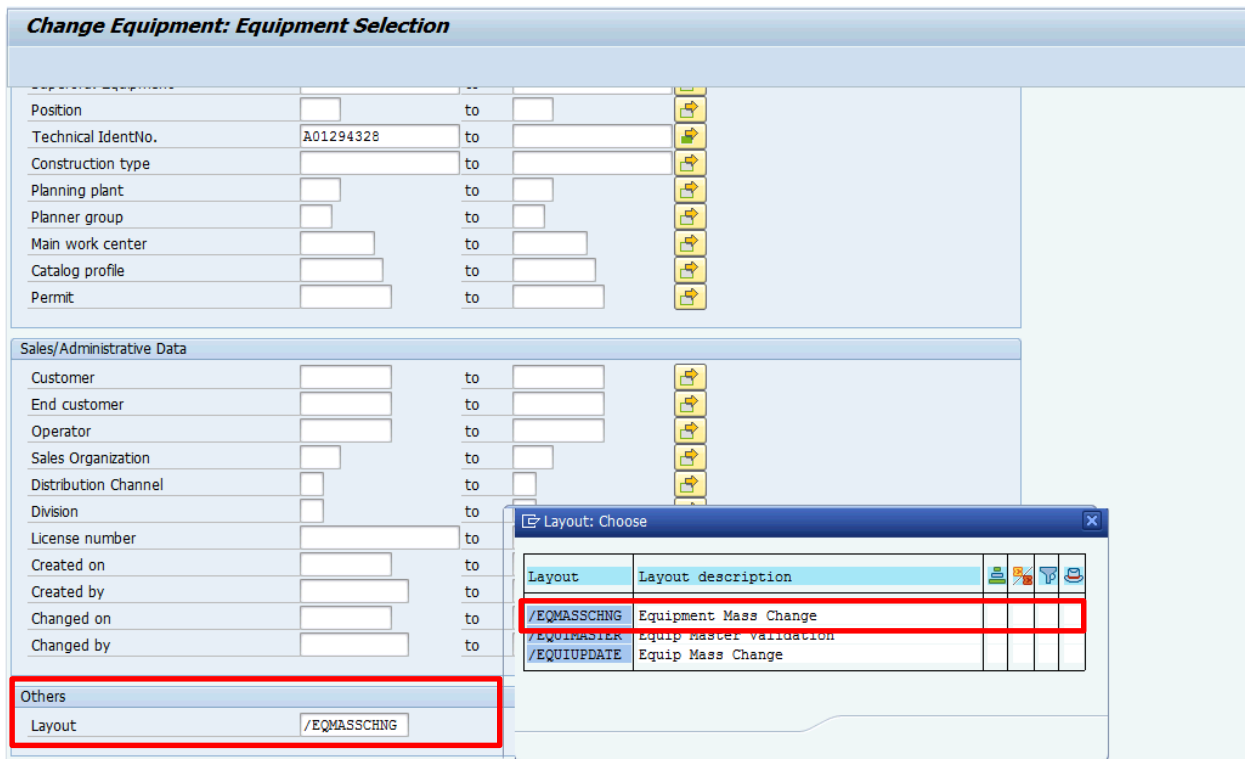 Change Equipment: Equipment Selection
Position to
Technical IdentNo. A01294328 to
Construction type to
Planning plant to
Planner group to
Main work center to
Catalog profile to
Permit to
Sales/Administrative Data
Customer to
End customer to
Operator to
Sales Organization to
Distribution Channel to
Division to
License number to
Created on to
Created by to
Changed on to
Changed by to
Others
Layout /EQMASSCHNG
Layout: Choose
Layout Layout description
/EQMASSCHNG Equipment Mass Change
/EQUIMASTER Equip Master Validation
/EQUIUPDATE Equip Mass Change